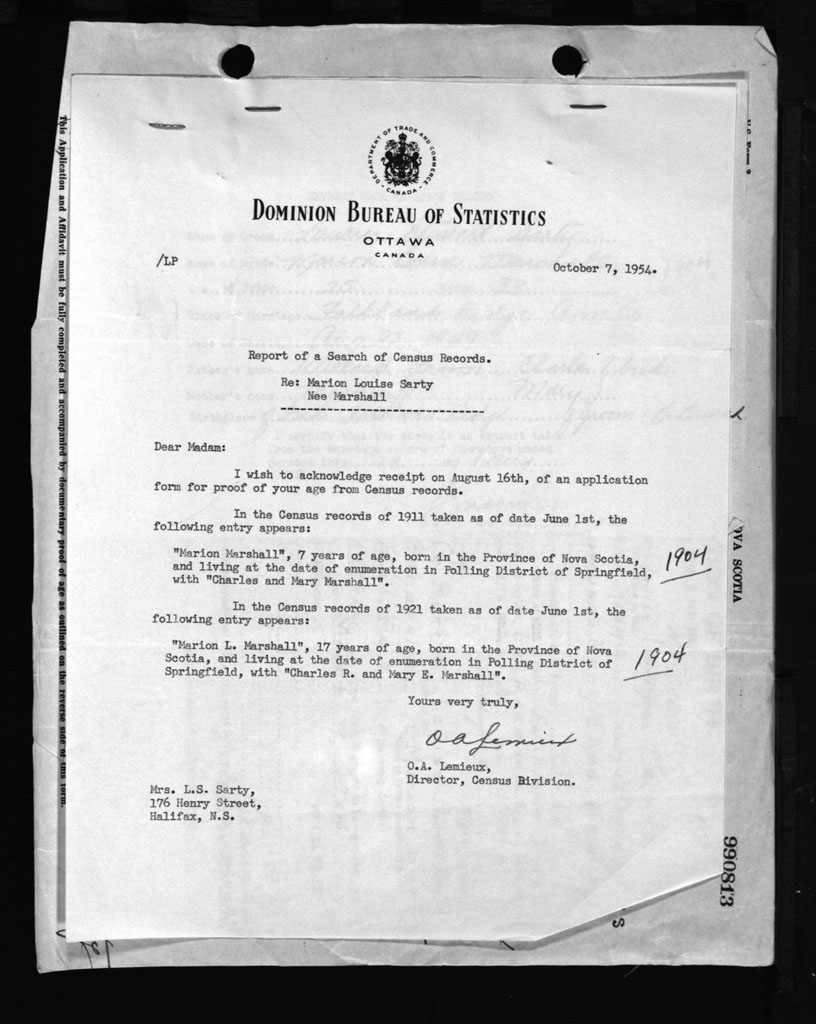 DEPARTMENT OF TRADE AND COMMERCE
CANADA
DOMINION BUREAU OF STATISTICS
OTTAWA
CANADA
/LP
October 7, 1954.
Report of a Search of Census Records.
Re: Marion Louise Sarty
Nee Marshall
Dear Madam:
I wish to acknowledge receipt on August 16th, of an application
form for proof of your age from Census records.
In the Census records of 1911 taken as of date June 1st, the
following entry appears:
"Marion Marshall", 7 years of age, born in the Province of Nova Scotia,
and living at the date of enumeration in Polling District of Springfield,
with "Charles and Mary Marshall".
1904
In the Census records of 1921 taken as of date June 1st, the
following entry appears:
"Marion L. Marshall", 17 years of age, born in the Province of Nova
Scotia, and living at the date of enumeration in Polling District of
Springfield, with "Charles R. and Mary E. Marshall".
1904
Yours very truly,
O A Lemieux
O.A. Lemieux,
Director, Census Division.
Mrs. L.S. Sarty,
176 Henry Street,
Halifax, N.S.
This Application and Affidavit must be fully completed and accompanied by documentary proof of age as outlined on the reverse side of this form.
VA SCOTIA
990813